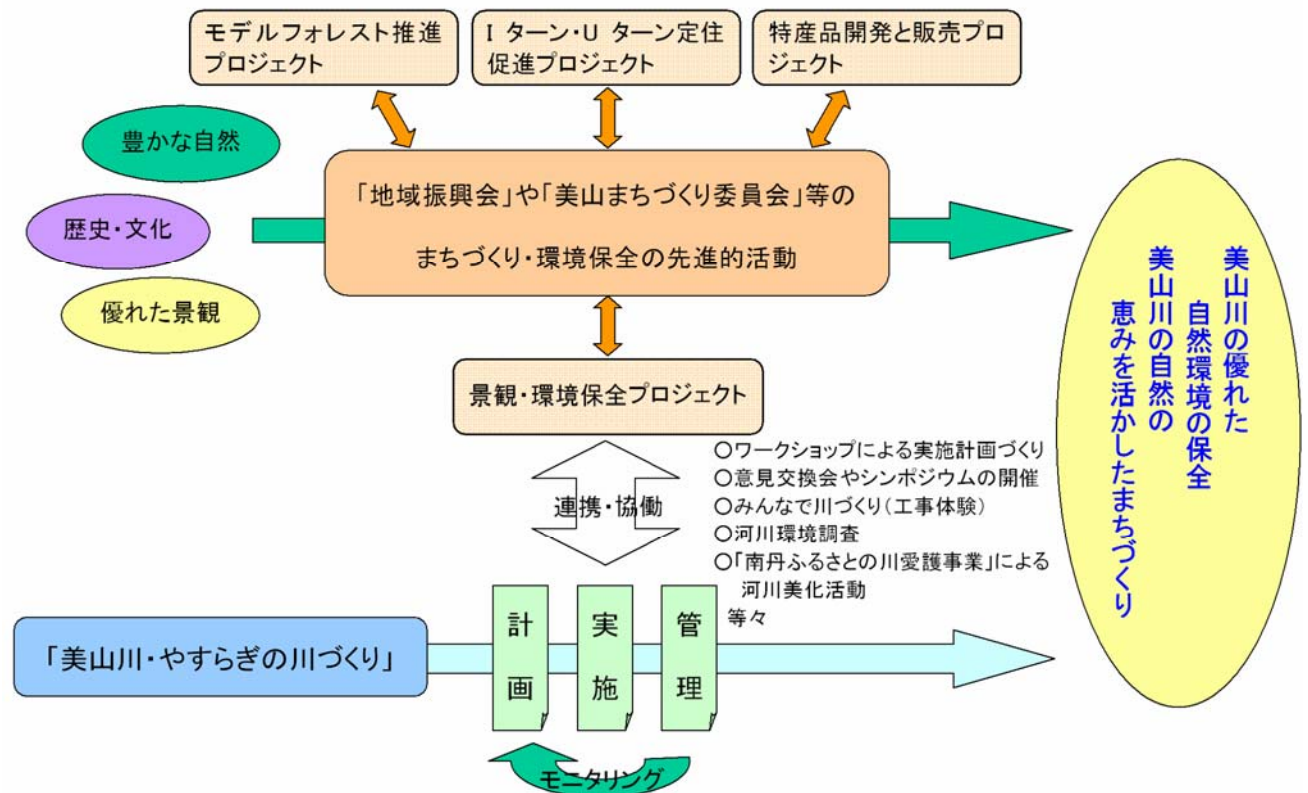 モデルフォレスト推進
プロジェクト
I ターン・U ターン定住
促進プロジェクト
特産品開発と販売プロ
ジェクト
豊かな自然
歴史・文化
優れた景観
「地域振興会」や「美山まちづくり委員会」等の
まちづくり・環境保全の先進的活動
景観・環境保全プロジェクト
連携・協働
○ワークショップによる実施計画づくり
○意見交換会やシンポジウムの開催
○みんなで川づくり(工事体験)
○河川環境調査
○「南丹ふるさとの川愛護事業」による
河川美化活動
等々
「美山川・やすらぎの川づくり」
計画
実施
管理
モニタリング
美山川の優れた
自然環境の保全
美山川の自然の
恵みを活かしたまちづくり